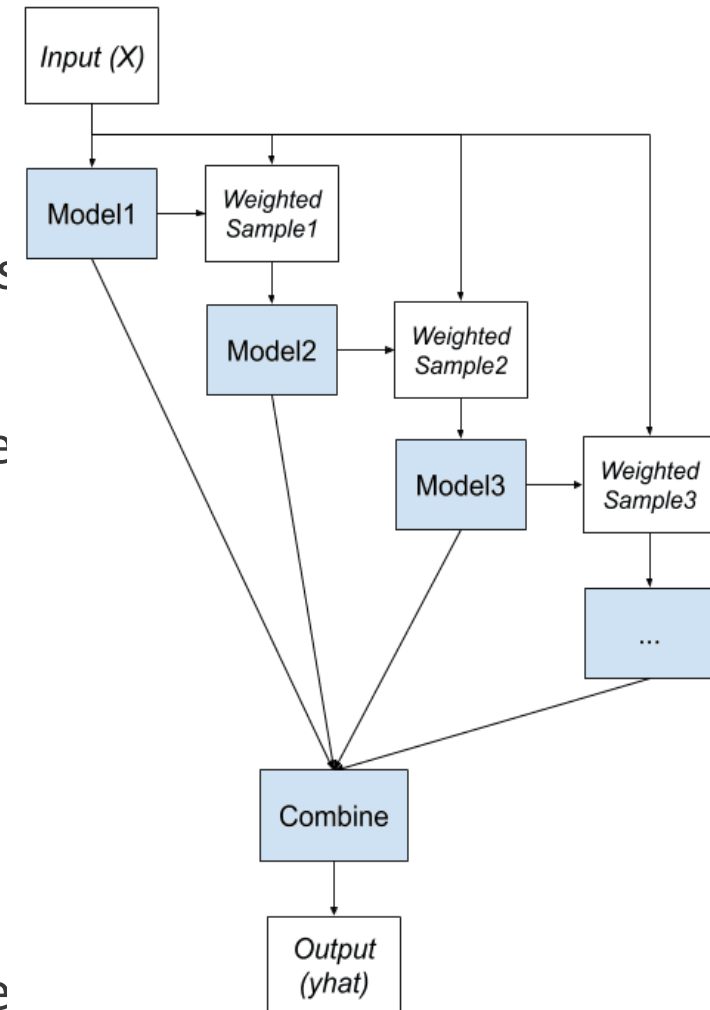 Input (X)
Model1
Weighted
Sample1
s
Model2
Weighted
Sample2
e
Model3
Weighted
Sample3
...
Combine
Output
(yhat)
e